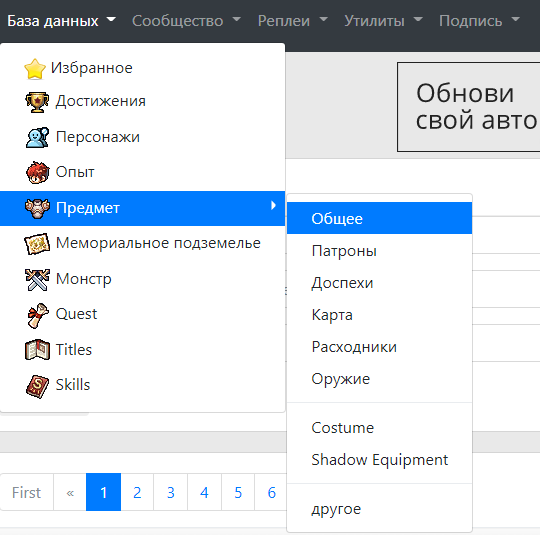 База данных Сообщество Реплеи Утилиты Подпись
Избранное
Достижения
Персонажи
Опыт
Предмет
Мемориальное подземелье
Монстр
Quest
Titles
Skills
Обнови
свой авто
Общее
Патроны
Доспехи
Карта
Расходники
Оружие
Costume
Shadow Equipment
другое
First « 1 2 3 4 5 6